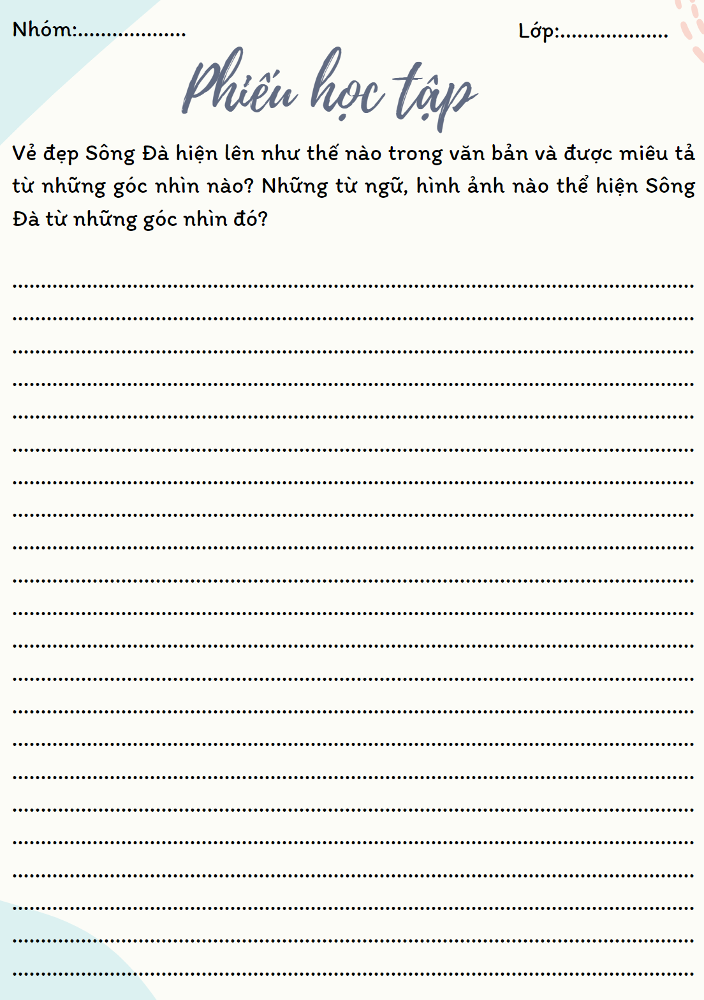 Nhóm:...................
Lớp:...................
Phiếu học tập
Vẻ đẹp Sông Đà hiện lên như thế nào trong văn bản và được miêu tả
từ những góc nhìn nào? Những từ ngữ, hình ảnh nào thể hiện Sông
Đà từ những góc nhìn đó?